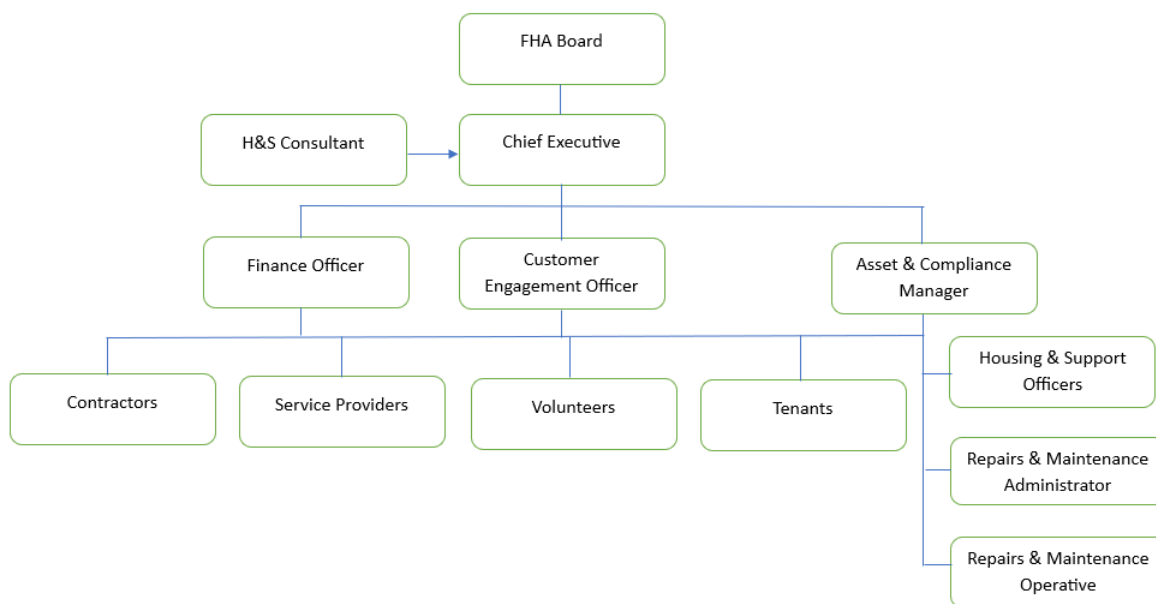 FHA Board
H&S Consultant
Chief Executive
Finance Officer
Customer
Engagement Officer
Asset & Compliance
Manager
Contractors
Service Providers
Volunteers
Tenants
Housing & Support
Officers
Repairs & Maintenance
Administrator
Repairs & Maintenance
Operative